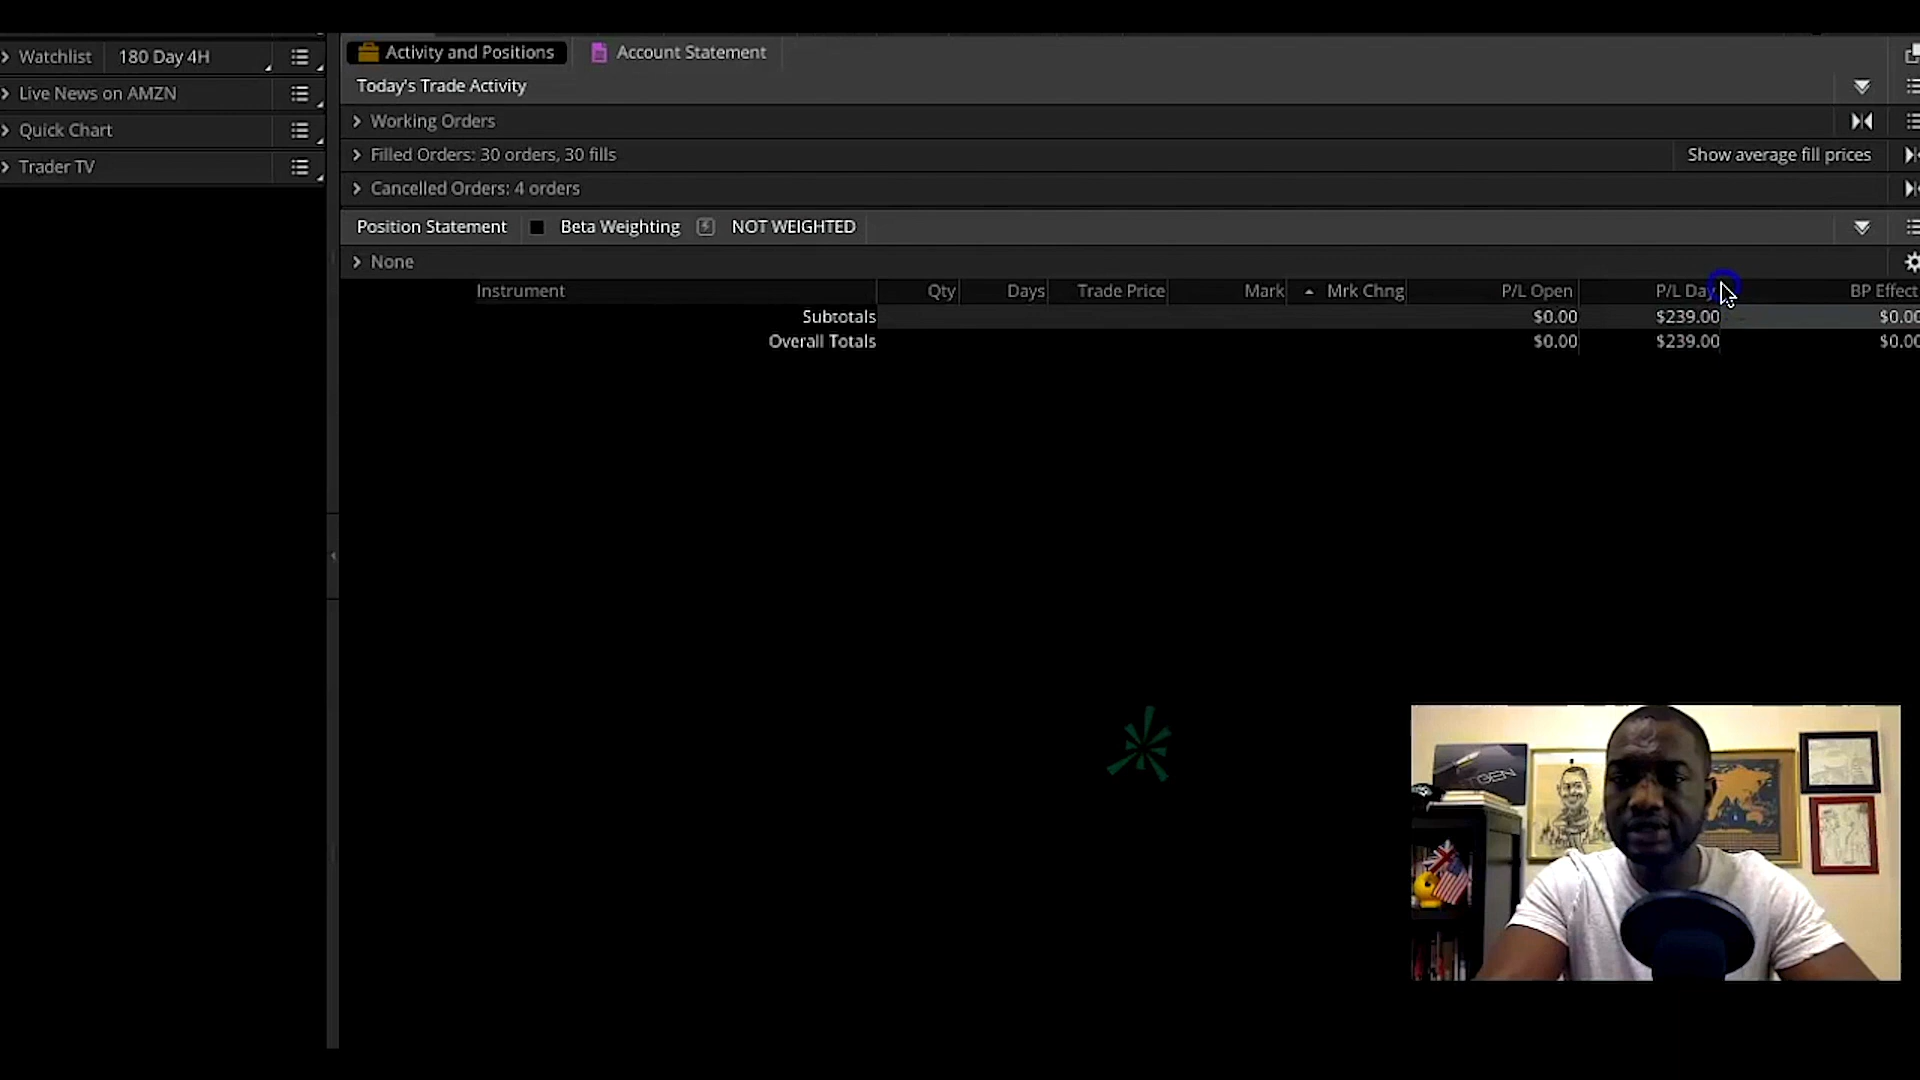 Watchlist 180 Day 4H
Live News on AMZN
Quick Chart
Trader TV
Activity and Positions Account Statement
Today's Trade Activity
Working Orders
Filled Orders: 30 orders, 30 fills Show average fill prices
Cancelled Orders: 4 orders
Position Statement Beta Weighting NOT WEIGHTED
None
Instrument Qty Days Trade Price Mark Mrk Chng P/L Open P/L Day BP Effect
Subtotals $0.00 $239.00 $0.00
Overall Totals $0.00 $239.00 $0.00